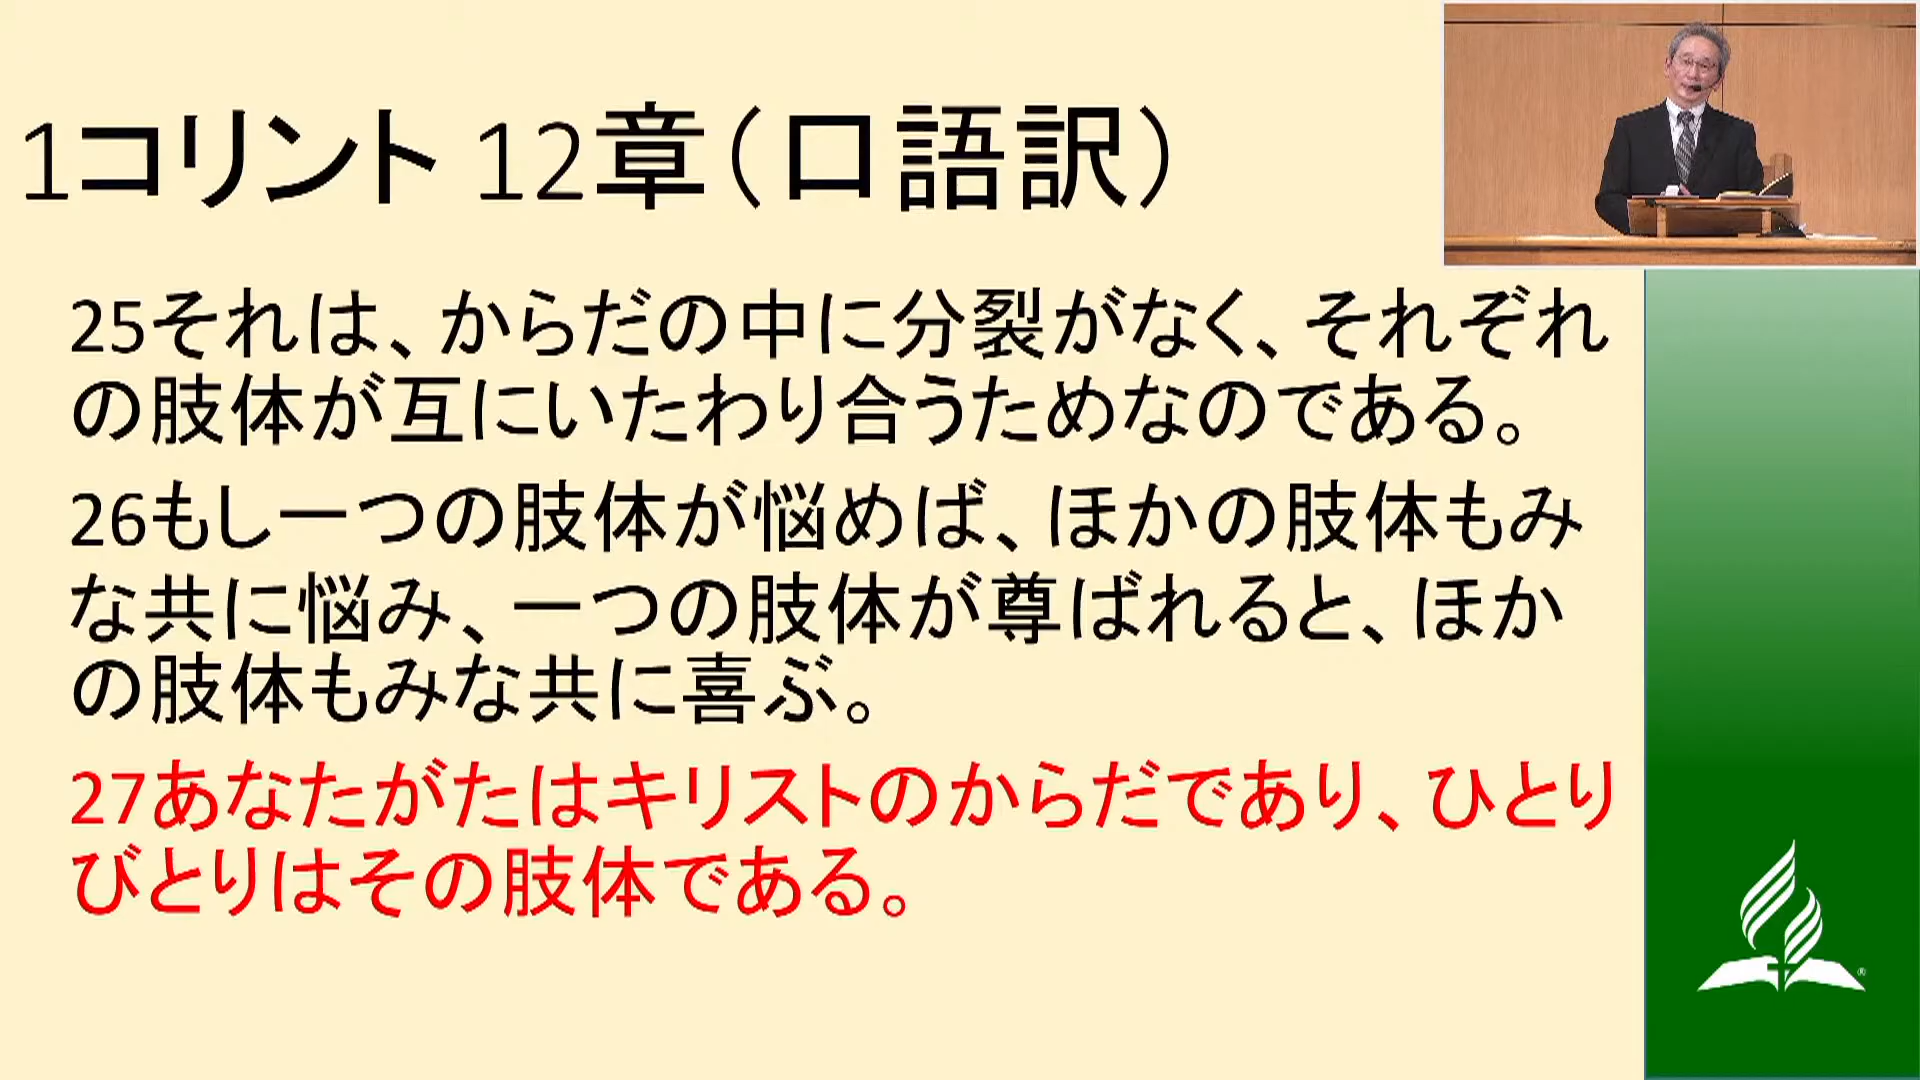 1コリント 12章（口語訳）
25それは、からだの中に分裂がなく、それぞれ
の肢体が互にいたわり合うためなのである。
26もし一つの肢体が悩めば、ほかの肢体もみ
な共に悩み、一つの肢体が尊ばれると、ほか
の肢体もみな共に喜ぶ。
27あなたがたはキリストのからだであり、ひとり
びとりはその肢体である。
®